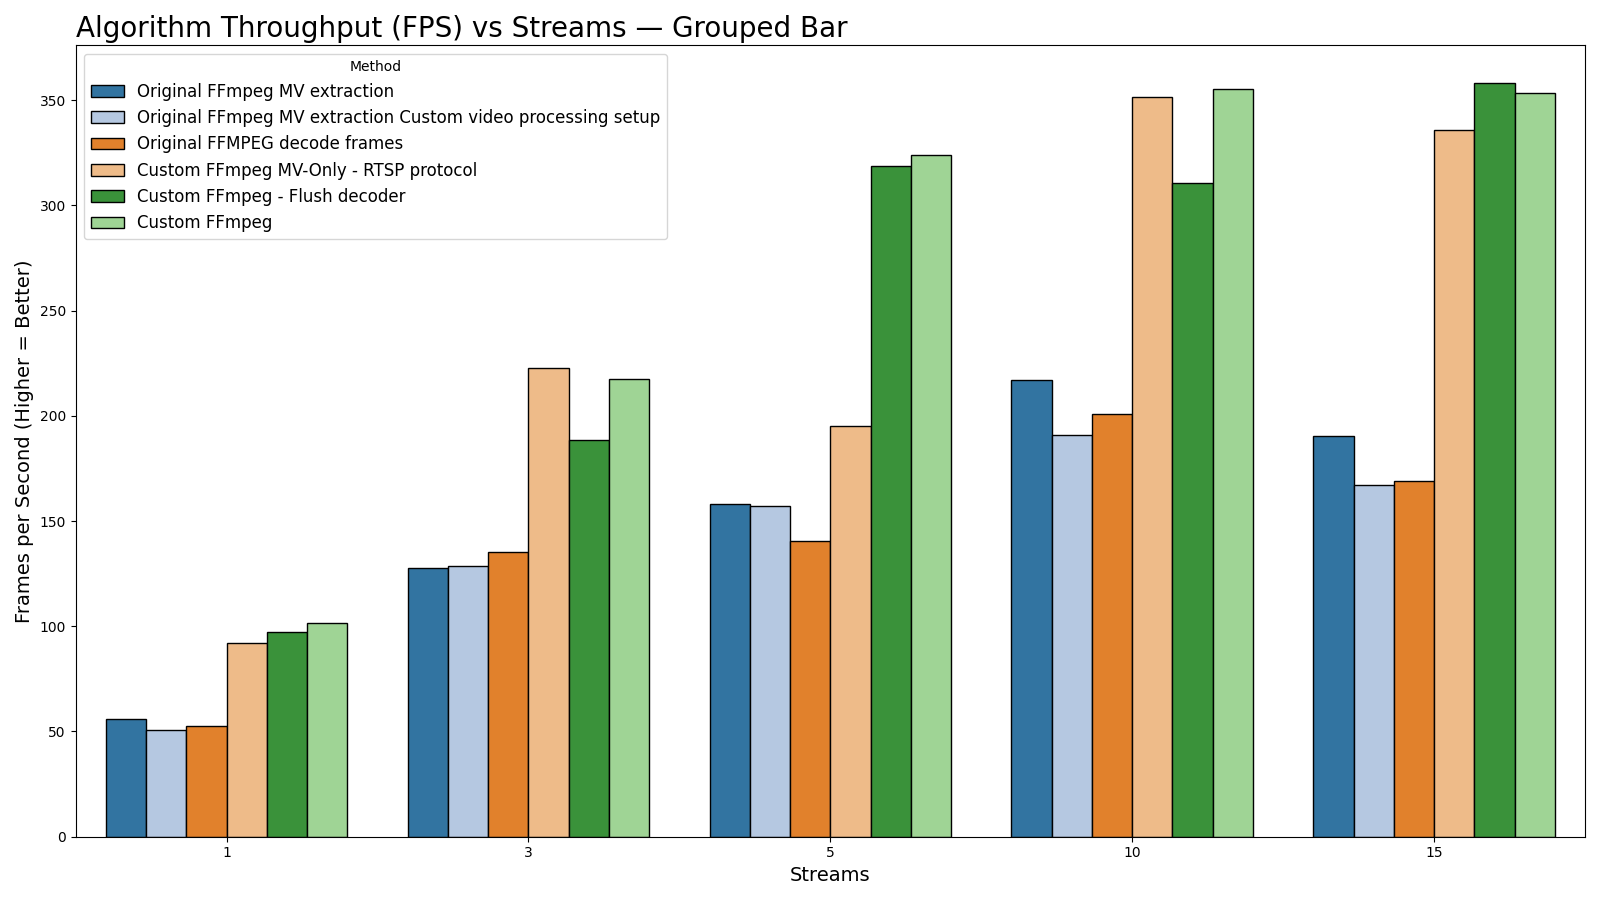 Algorithm Throughput (FPS) vs Streams — Grouped Bar
Method
Original FFmpeg MV extraction
Original FFmpeg MV extraction Custom video processing setup
Original FFMPEG decode frames
Custom FFmpeg MV-Only - RTSP protocol
Custom FFmpeg - Flush decoder
Custom FFmpeg
Frames per Second (Higher = Better)
350
300
250
200
150
100
50
0
1 3 5 10 15
Streams